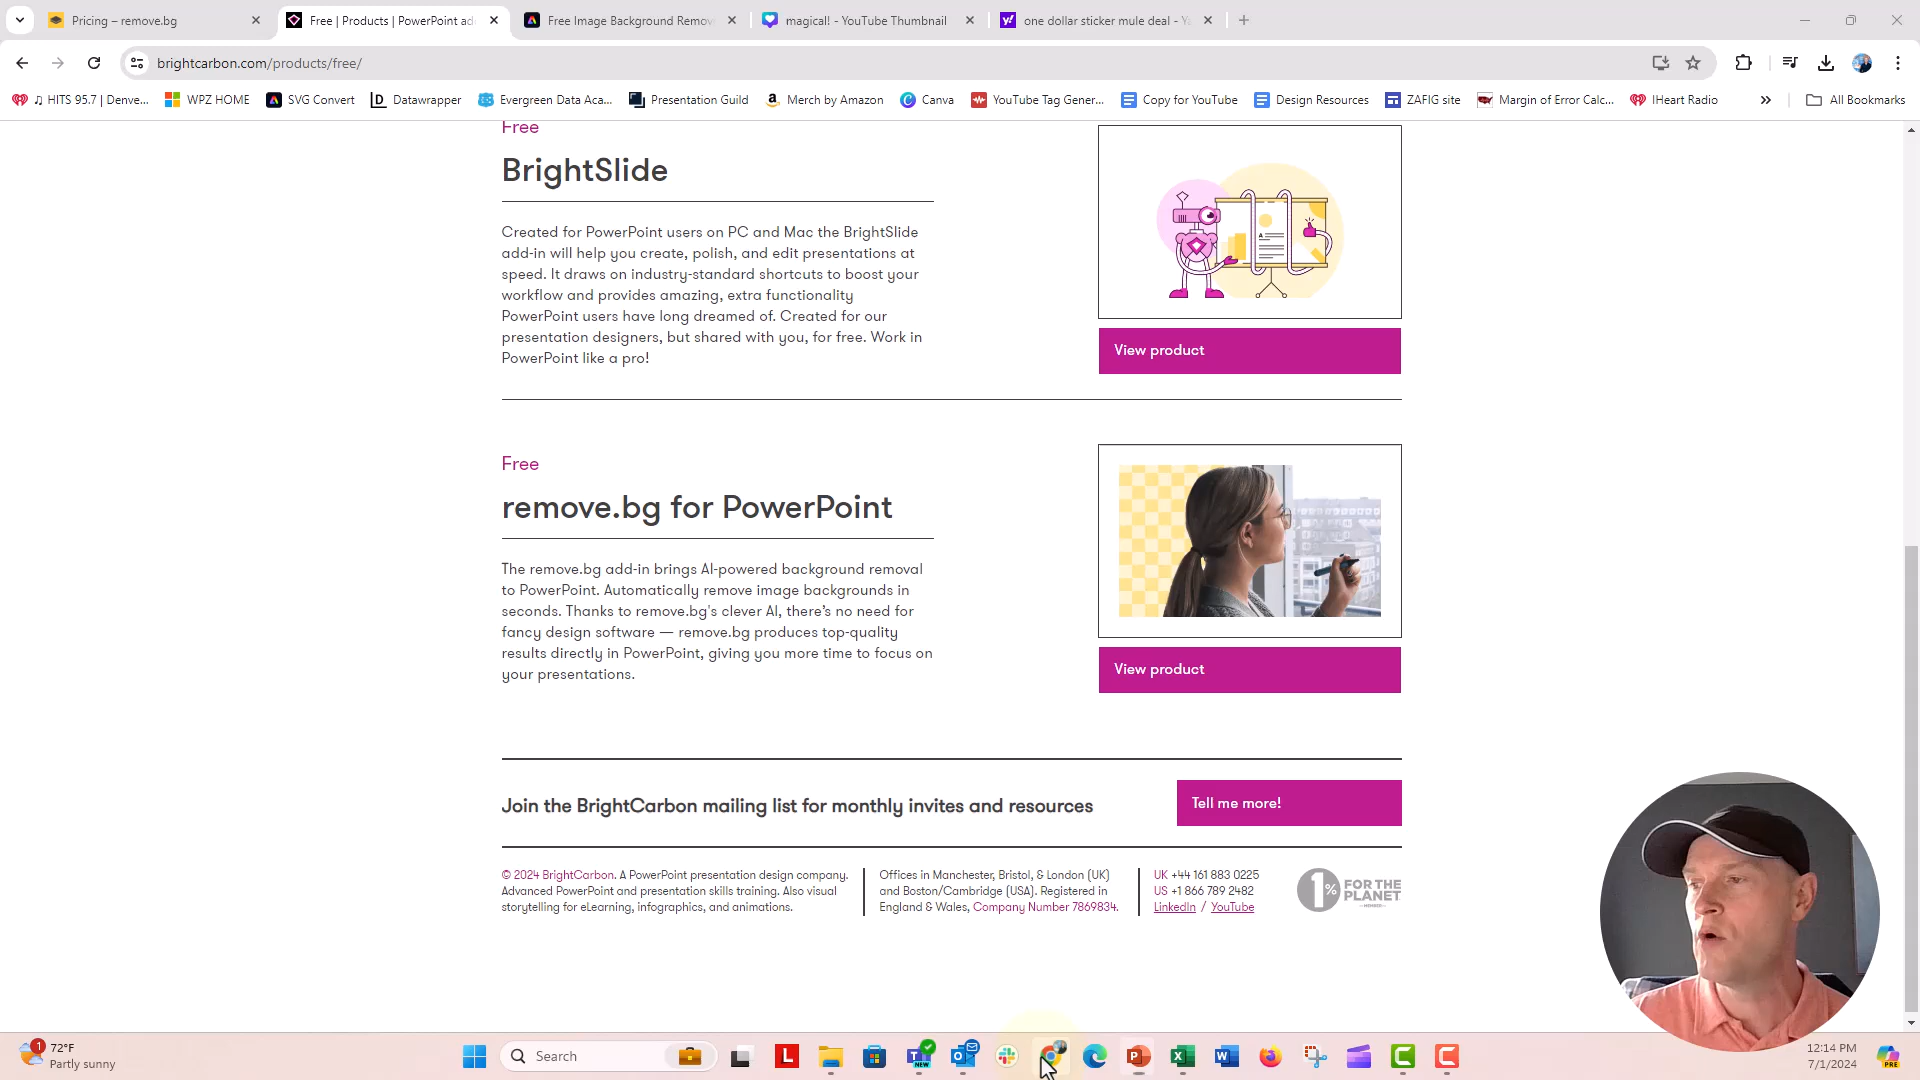 Pricing – remove.bg
Free | Products | PowerPoint ad
Free Image Background Remov
magical! - YouTube Thumbnail
one dollar sticker mule deal - Y
brightcarbon.com/products/free/
♫ HITS 95.7 | Denve...
WPZ HOME
SVG Convert
Datawrapper
Evergreen Data Aca...
Presentation Guild
Merch by Amazon
Canva
YouTube Tag Gener...
Copy for YouTube
Design Resources
ZAFIG site
Margin of Error Calc...
IHeart Radio
All Bookmarks
Free
BrightSlide
Created for PowerPoint users on PC and Mac the BrightSlide
add-in will help you create, polish, and edit presentations at
speed. It draws on industry-standard shortcuts to boost your
workflow and provides amazing, extra functionality
PowerPoint users have long dreamed of. Created for our
presentation designers, but shared with you, for free. Work in
PowerPoint like a pro!
View product
Free
remove.bg for PowerPoint
The remove.bg add-in brings AI-powered background removal
to PowerPoint. Automatically remove image backgrounds in
seconds. Thanks to remove.bg's clever AI, there's no need for
fancy design software — remove.bg produces top-quality
results directly in PowerPoint, giving you more time to focus on
your presentations.
View product
Join the BrightCarbon mailing list for monthly invites and resources
Tell me more!
© 2024 BrightCarbon. A PowerPoint presentation design company.
Advanced PowerPoint and presentation skills training. Also visual
storytelling for eLearning, infographics, and animations.
Offices in Manchester, Bristol, & London (UK)
and Boston/Cambridge (USA). Registered in
England & Wales, Company Number 7869834.
UK +44 161 883 0225
US +1 866 789 2482
LinkedIn / YouTube
1% FOR THE
PLANET
MEMBER
1
72°F
Partly sunny
Search
NEW
12:14 PM
7/1/2024
PRE